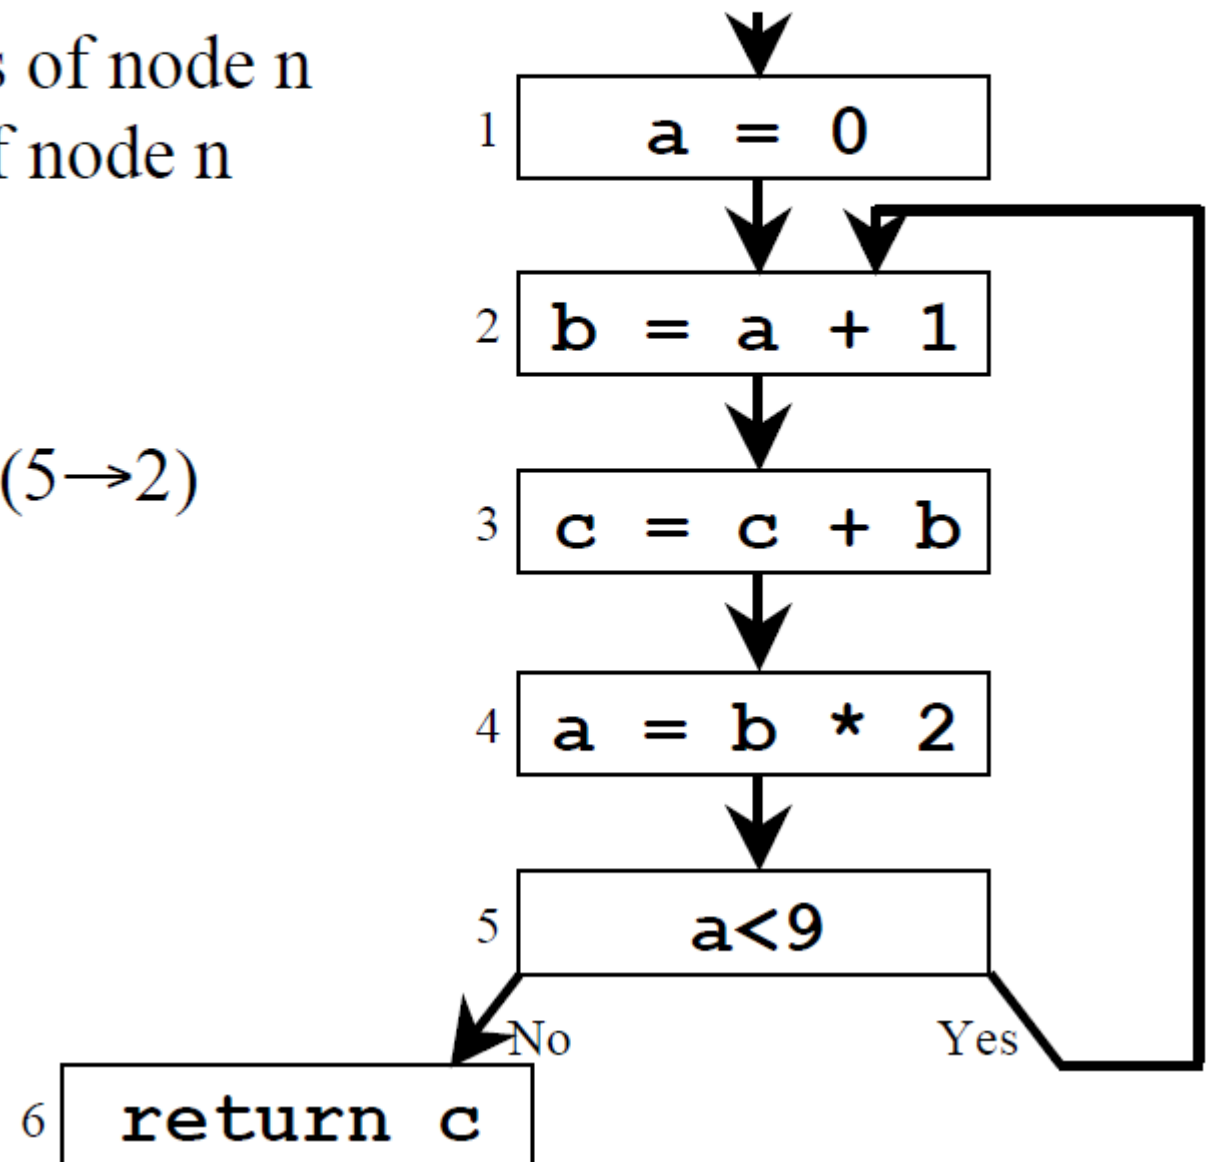 s of node n
f node n
1 a = 0
2 b = a + 1
(5→2)
3 c = c + b
4 a = b * 2
5 a<9
No Yes
6 return c